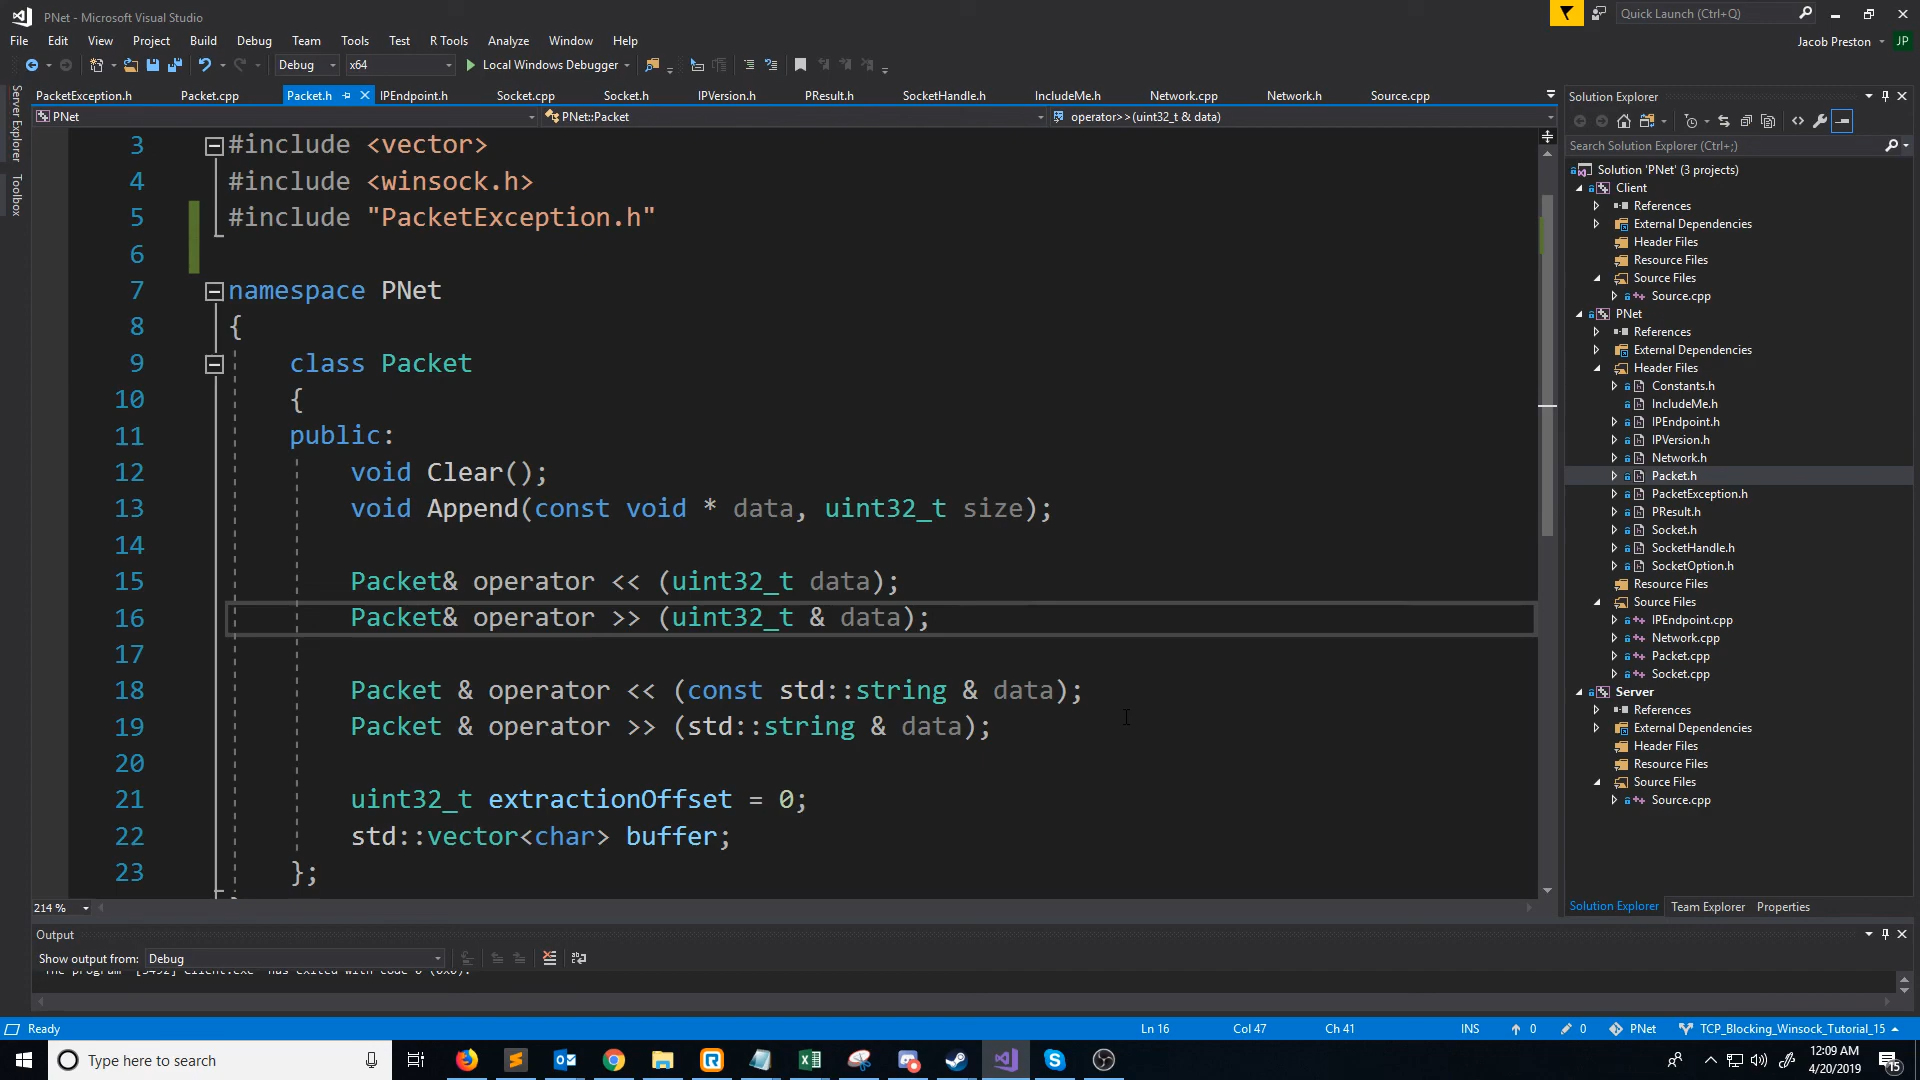 PNet - Microsoft Visual Studio
Quick Launch (Ctrl+Q)
File Edit View Project Build Debug Team Tools Test R Tools Analyze Window Help
Jacob Preston JP
Debug x64 Local Windows Debugger
PacketException.h Packet.cpp Packet.h IPEndpoint.h Socket.cpp Socket.h IPVersion.h PResult.h SocketHandle.h IncludeMe.h Network.cpp Network.h Source.cpp
PNet PNet::Packet operator>>(uint32_t & data)
Server Explorer
Toolbox
3 #include <vector>
4 #include <winsock.h>
5 #include "PacketException.h"
6
7 namespace PNet
8 {
9 class Packet
10 {
11 public:
12 void Clear();
13 void Append(const void * data, uint32_t size);
14
15 Packet& operator << (uint32_t data);
16 Packet& operator >> (uint32_t & data);
17
18 Packet & operator << (const std::string & data);
19 Packet & operator >> (std::string & data);
20
21 uint32_t extractionOffset = 0;
22 std::vector<char> buffer;
23 };
214 %
Solution Explorer
Search Solution Explorer (Ctrl+;)
Solution 'PNet' (3 projects)
Client
References
External Dependencies
Header Files
Resource Files
Source Files
Source.cpp
PNet
References
External Dependencies
Header Files
Constants.h
IncludeMe.h
IPEndpoint.h
IPVersion.h
Network.h
Packet.h
PacketException.h
PResult.h
Socket.h
SocketHandle.h
SocketOption.h
Resource Files
Source Files
IPEndpoint.cpp
Network.cpp
Packet.cpp
Socket.cpp
Server
References
External Dependencies
Header Files
Resource Files
Source Files
Source.cpp
Solution Explorer Team Explorer Properties
Output
Show output from: Debug
Ready Ln 16 Col 47 Ch 41 INS 0 0 PNet TCP_Blocking_Winsock_Tutorial_15
Type here to search
12:09 AM
4/20/2019
15